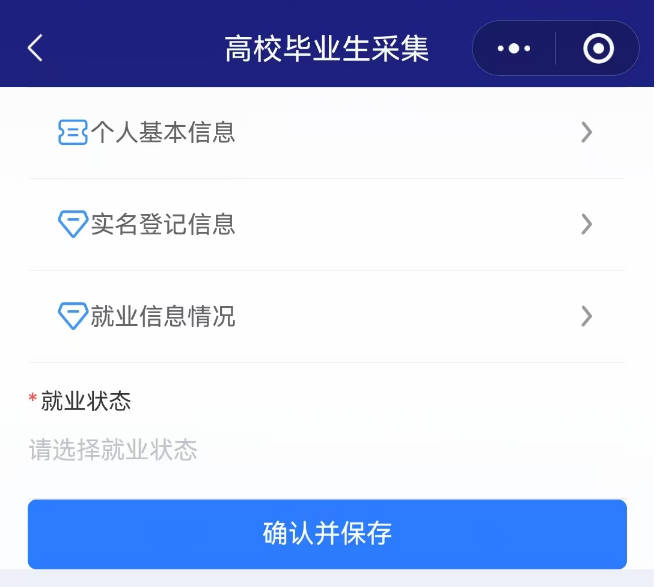 高校毕业生采集
个人基本信息
实名登记信息
就业信息情况
*就业状态
请选择就业状态
确认并保存